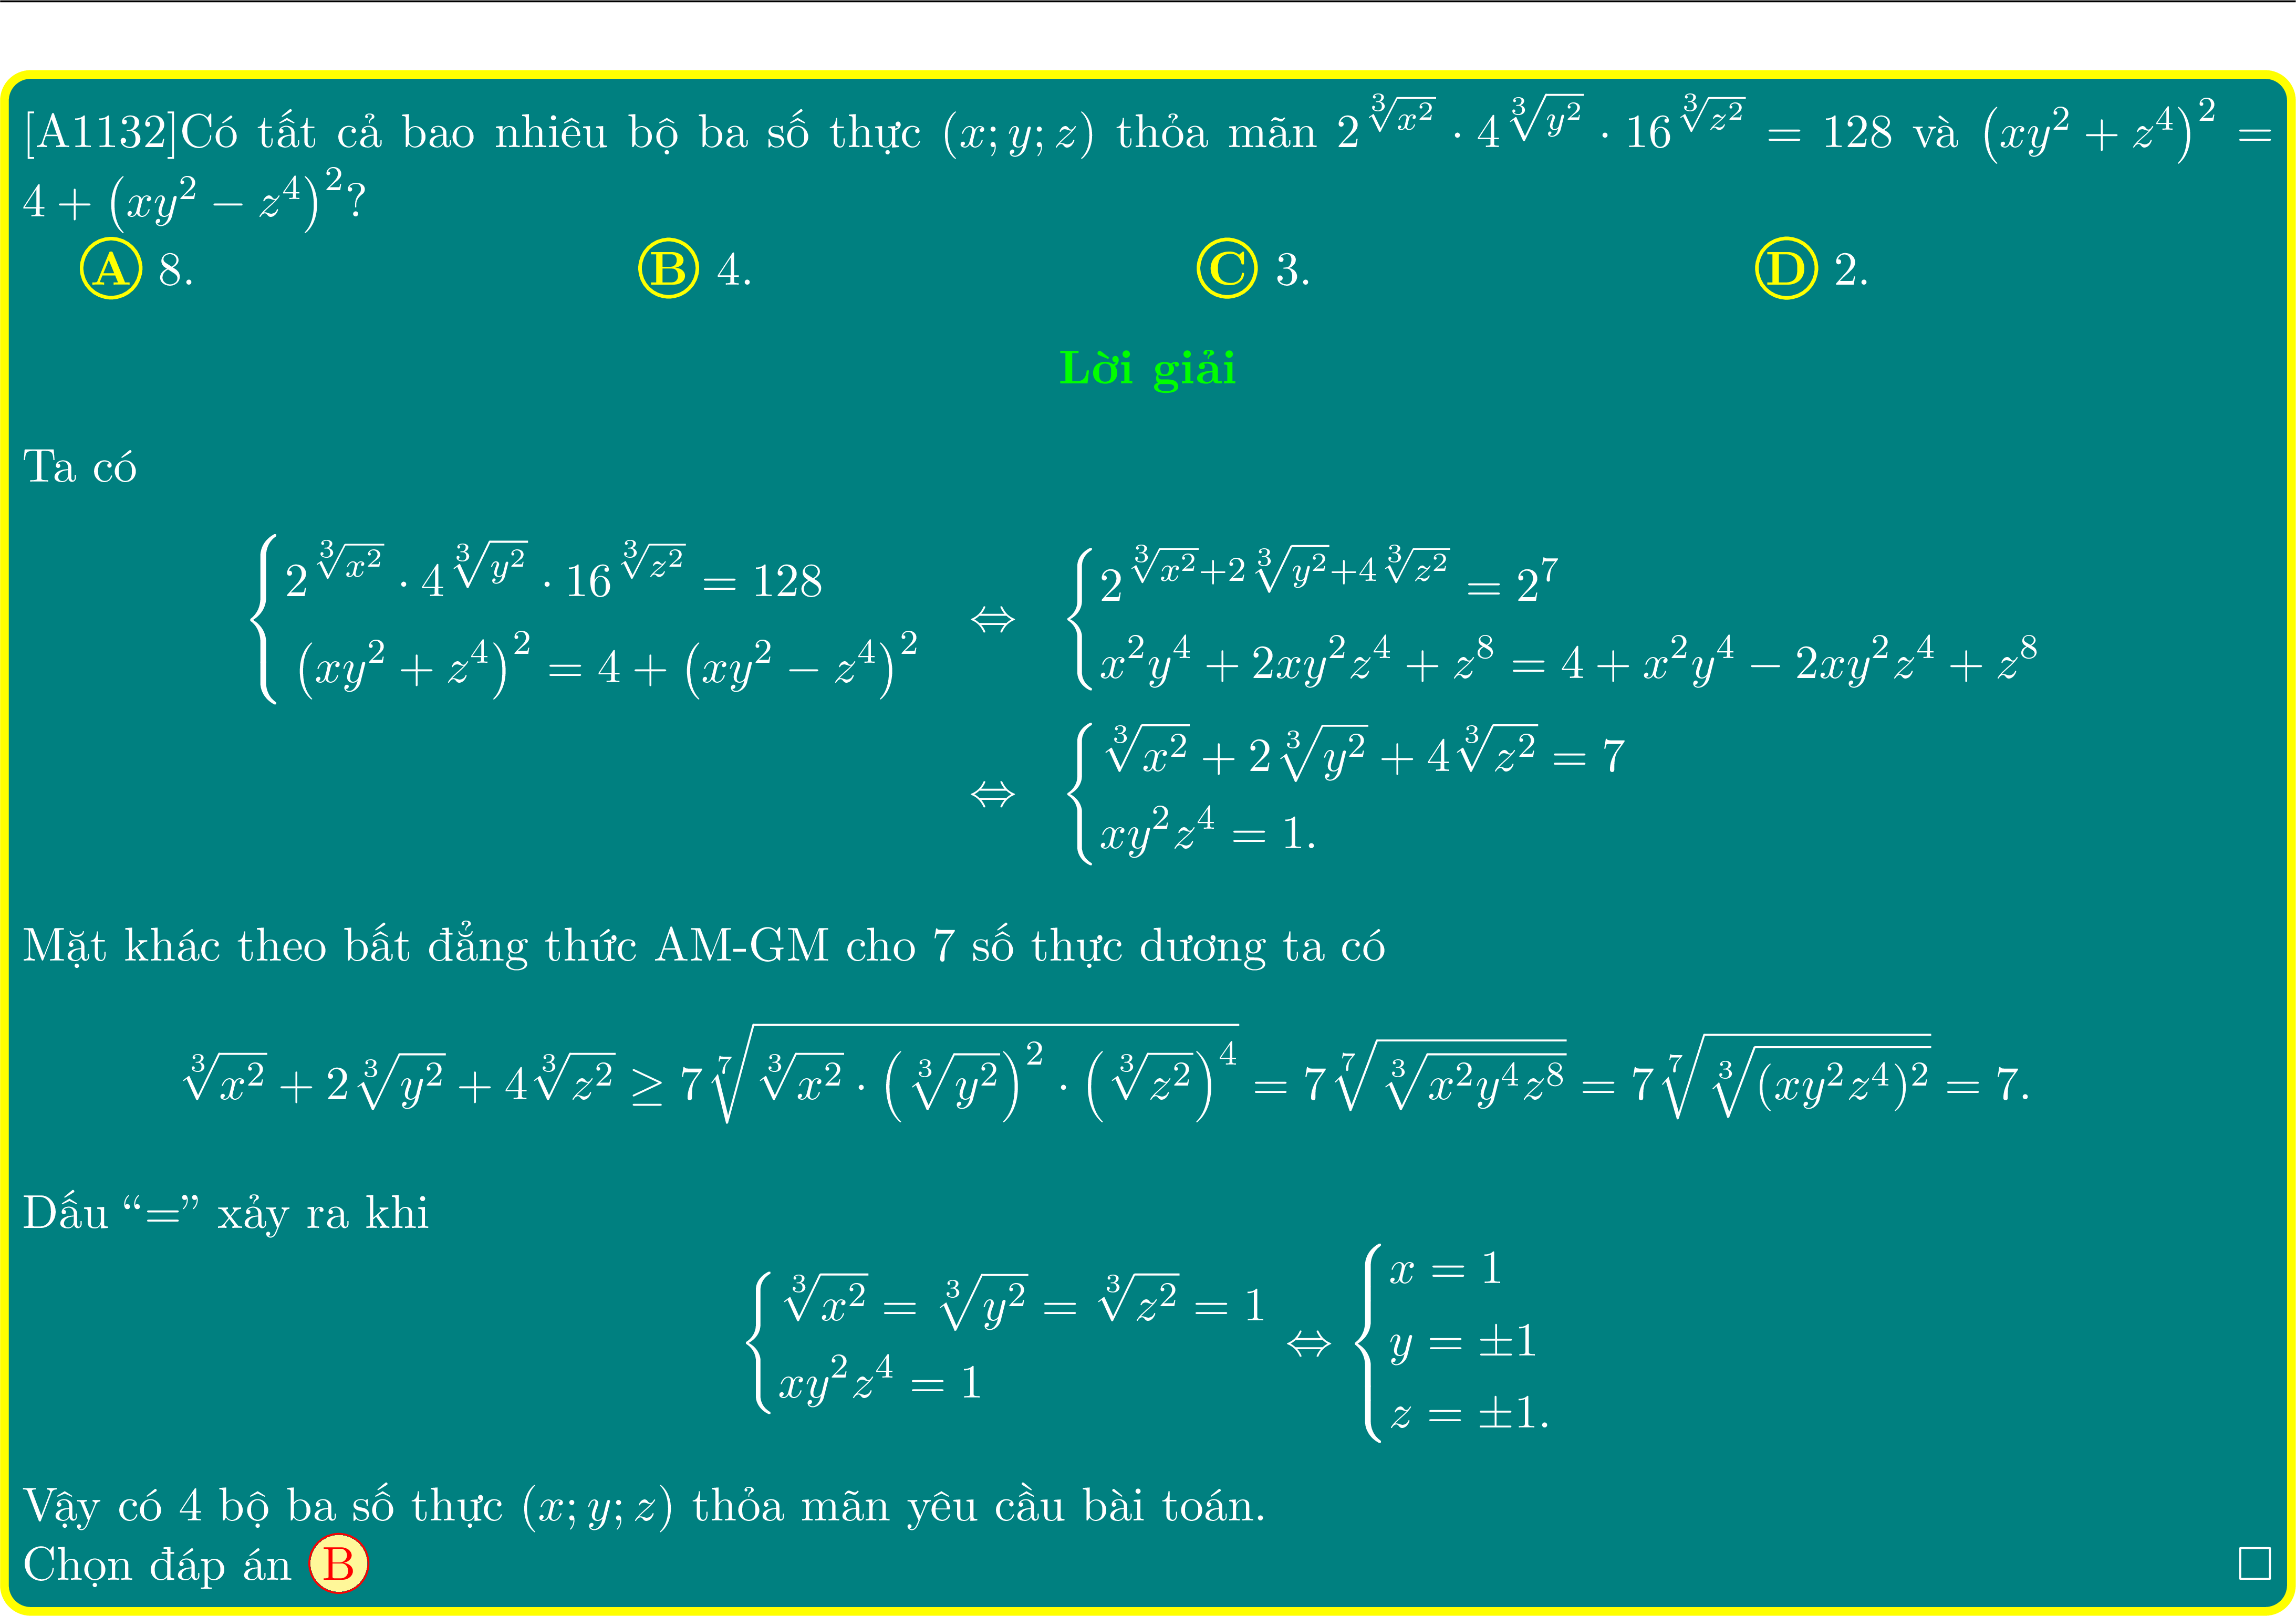 [A1132]Có tất cả bao nhiêu bộ ba số thực $(x; y; z)$ thỏa mãn $2^{\sqrt[3]{x^2}} \cdot 4^{\sqrt[3]{y^2}} \cdot 16^{\sqrt[3]{z^2}} = 128$ và $\left(xy^2 + z^4\right)^2 =$
$4 + \left(xy^2 - z^4\right)^2$?
A 8. B 4. C 3. D 2.
Lời giải
Ta có
$\begin{cases} 2^{\sqrt[3]{x^2}} \cdot 4^{\sqrt[3]{y^2}} \cdot 16^{\sqrt[3]{z^2}} = 128 \\ \left(xy^2 + z^4\right)^2 = 4 + \left(xy^2 - z^4\right)^2 \end{cases} \Leftrightarrow \begin{cases} 2^{\sqrt[3]{x^2} + 2\sqrt[3]{y^2} + 4\sqrt[3]{z^2}} = 2^7 \\ x^2y^4 + 2xy^2z^4 + z^8 = 4 + x^2y^4 - 2xy^2z^4 + z^8 \end{cases}$
$\Leftrightarrow \begin{cases} \sqrt[3]{x^2} + 2\sqrt[3]{y^2} + 4\sqrt[3]{z^2} = 7 \\ xy^2z^4 = 1. \end{cases}$
Mặt khác theo bất đẳng thức AM-GM cho 7 số thực dương ta có
$\sqrt[3]{x^2} + 2\sqrt[3]{y^2} + 4\sqrt[3]{z^2} \geq 7\sqrt[7]{\sqrt[3]{x^2} \cdot \left(\sqrt[3]{y^2}\right)^2 \cdot \left(\sqrt[3]{z^2}\right)^4} = 7\sqrt[7]{\sqrt[3]{x^2y^4z^8}} = 7\sqrt[7]{\sqrt[3]{(xy^2z^4)^2}} = 7.$
Dấu “=” xảy ra khi
$\begin{cases} \sqrt[3]{x^2} = \sqrt[3]{y^2} = \sqrt[3]{z^2} = 1 \\ xy^2z^4 = 1 \end{cases} \Leftrightarrow \begin{cases} x = 1 \\ y = \pm 1 \\ z = \pm 1. \end{cases}$
Vậy có 4 bộ ba số thực $(x; y; z)$ thỏa mãn yêu cầu bài toán.
Chọn đáp án B □